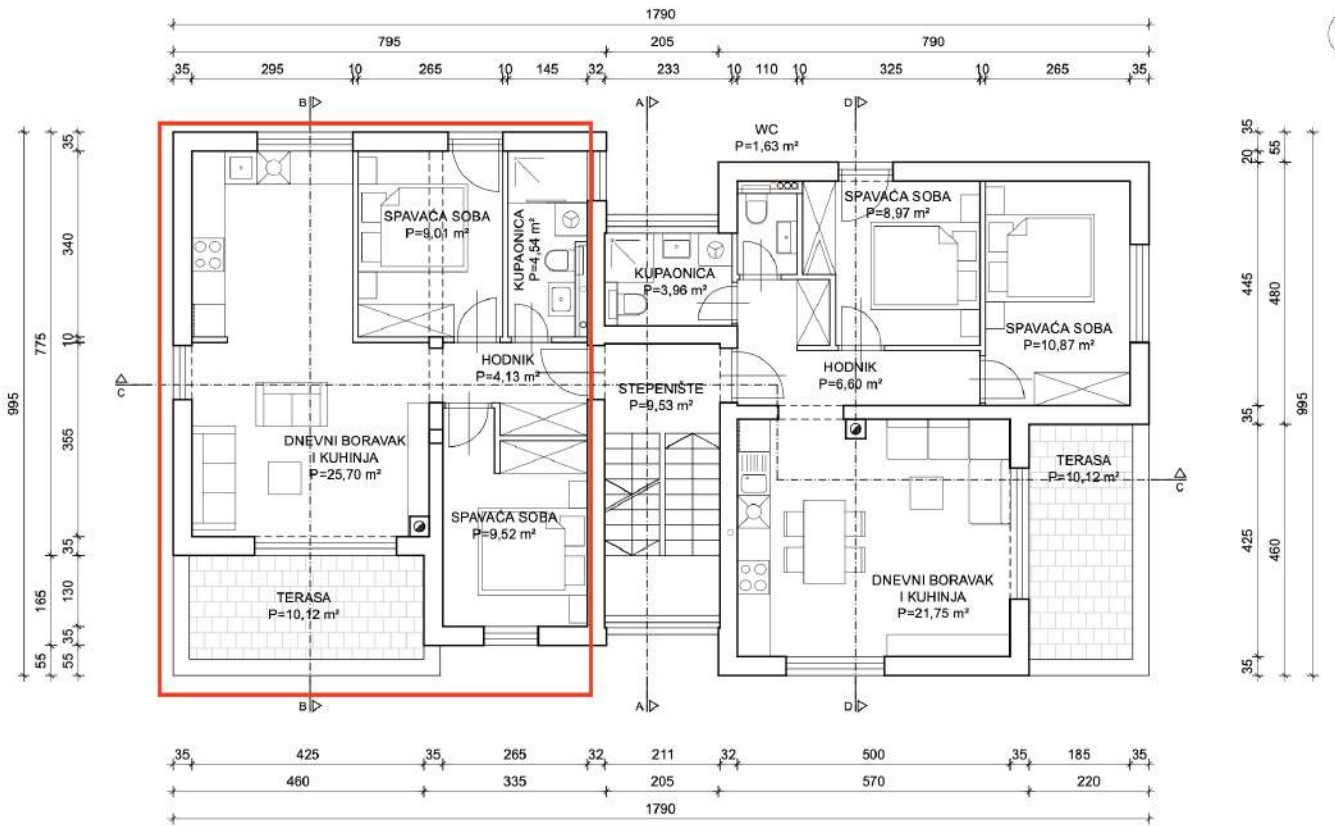 1790
795 205 790
35 295 10 265 10 145 32 233 10 110 10 325 10 265 35
B A D
WC
P=1,63 m²
SPAVAĆA SOBA
P=9,01 m²
KUPAONICA
P=4,54 m²
KUPAONICA
P=3,96 m²
SPAVAĆA SOBA
P=8,97 m²
SPAVAĆA SOBA
P=10,87 m²
HODNIK
P=4,13 m²
STEPENIŠTE
P=9,53 m²
HODNIK
P=6,60 m²
C
DNEVNI BORAVAK
I KUHINJA
P=25,70 m²
SPAVAĆA SOBA
P=9,52 m²
TERASA
P=10,12 m²
C
TERASA
P=10,12 m²
DNEVNI BORAVAK
I KUHINJA
P=21,75 m²
B A D
995
775 165 55
35 340 10 355 35 130 35 55
35 20 445 35 425 35
55 480 460
995
35 425 35 265 32 211 32 500 35 185 35
460 335 205 570 220
1790